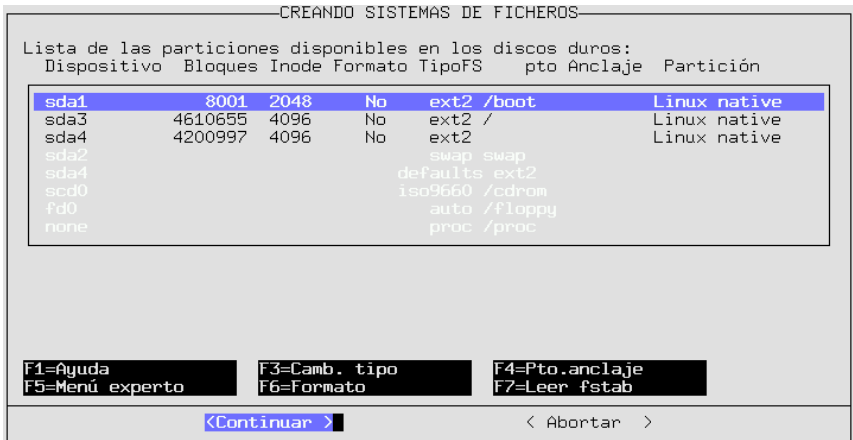 CREANDO SISTEMAS DE FICHEROS
Lista de las particiones disponibles en los discos duros:
Dispositivo Bloques Inode Formato TipoFS pto Anclaje Partición
sda1 8001 2048 No ext2 /boot Linux native
sda3 4610655 4096 No ext2 / Linux native
sda4 4200997 4096 No ext2 Linux native
sda2 swap swap
sda4 defaults ext2
scd0 iso9660 /cdrom
fd0 auto /floppy
none proc /proc
F1=Ayuda F3=Camb. tipo F4=Pto.anclaje
F5=Menú experto F6=Formato F7=Leer fstab
<Continuar > < Abortar >